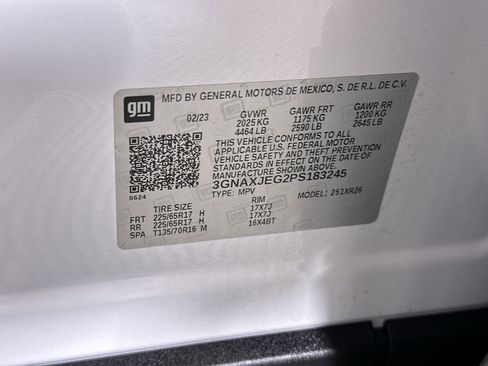 gm
MFD BY GENERAL MOTORS DE MEXICO, S. DE R.L. DE C.V.
02/23 GVWR GAWR FRT GAWR RR
2025 KG 1175 KG 1200 KG
4464 LB 2590 LB 2645 LB
THIS VEHICLE CONFORMS TO ALL
APPLICABLE U.S. FEDERAL MOTOR
VEHICLE SAFETY AND THEFT PREVENTION
STANDARDS IN EFFECT ON THE DATE OF
MANUFACTURE SHOWN ABOVE.
3GNAXJEG2PS183245
8624 TYPE: MPV MODEL: 251XR26
TIRE SIZE RIM
FRT 225/65R17 H 17X7J
RR 225/65R17 H 17X7J
SPA T135/70R16 M 16X4BT